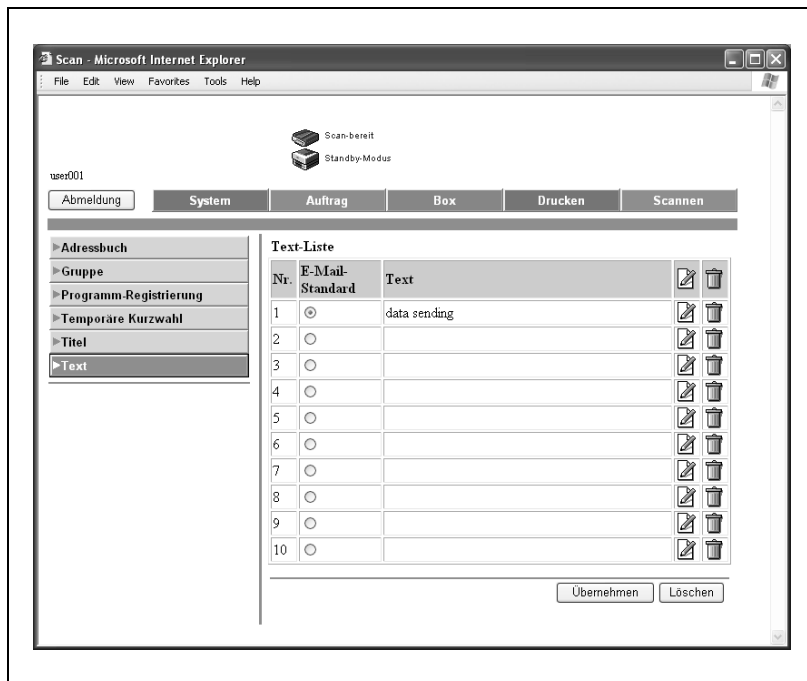 Scan - Microsoft Internet Explorer
File Edit View Favorites Tools Help
Scan-bereit
Standby-Modus
user001
Abmeldung System Auftrag Box Drucken Scannen
Adressbuch
Gruppe
Programm-Registrierung
Temporäre Kurzwahl
Titel
Text
Text-Liste
Nr. E-Mail-Standard Text
1 data sending
2
3
4
5
6
7
8
9
10
Übernehmen Löschen